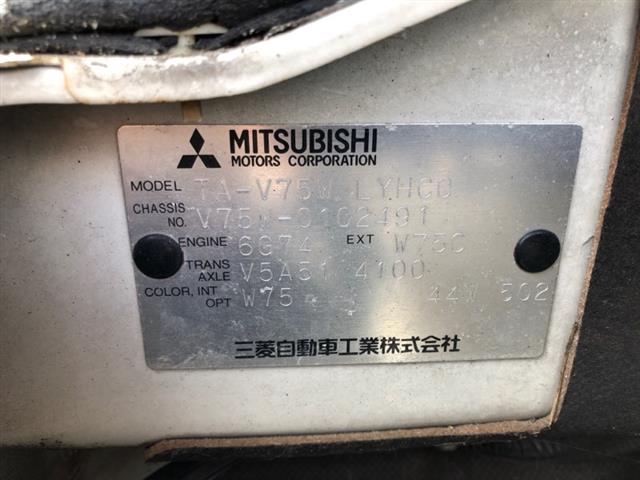 MITSUBISHI
MOTORS CORPORATION
MODEL TA-V75W LYHCQ
CHASSIS NO. V75W-0102491
ENGINE 6G74 EXT W75C
TRANS AXLE V5A51 4100
COLOR, INT OPT W75 44W 502
三菱自動車工業株式会社